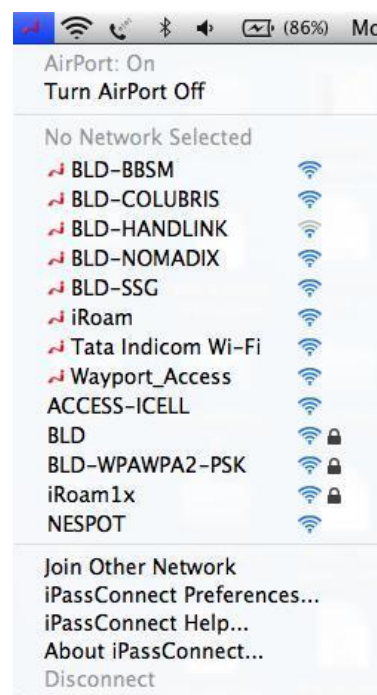 (86%) Mo
AirPort: On
Turn AirPort Off
No Network Selected
BLD-BBSM
BLD-COLUBRIS
BLD-HANDLINK
BLD-NOMADIX
BLD-SSG
iRoam
Tata Indicom Wi-Fi
Wayport_Access
ACCESS-ICELL
BLD
BLD-WPAWPA2-PSK
iRoam1x
NESPOT
Join Other Network
iPassConnect Preferences...
iPassConnect Help...
About iPassConnect...
Disconnect